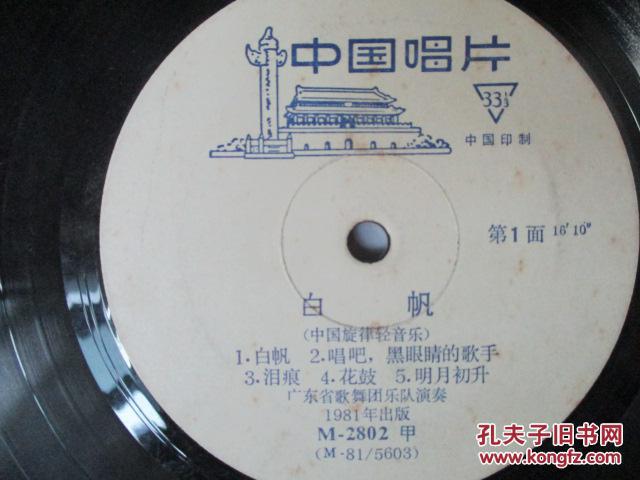 中国唱片
33⅓
中国印制
第1面 16′10″
白帆
(中国旋律轻音乐)
1.白帆 2.唱吧，黑眼睛的歌手
3.泪痕 4.花鼓 5.明月初升
广东省歌舞团乐队演奏
1981年出版
M-2802 甲
(M-81/5603)
孔夫子旧书网
www.kongfz.com